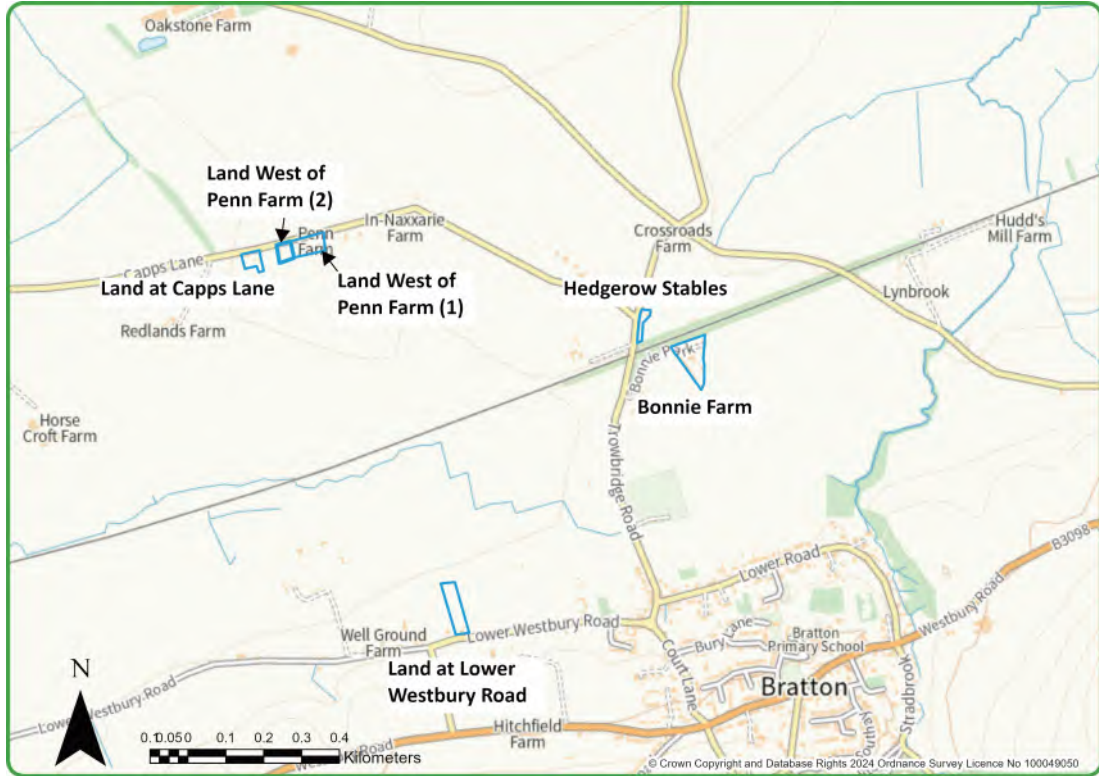 Oakstone Farm
Land West of
Penn Farm (2)
In-Naxxarie
Farm
Penn
Farm
Capps Lane
Land at Capps Lane
Land West of
Penn Farm (1)
Redlands Farm
Crossroads
Farm
Hudd's
Mill Farm
Lynbrook
Hedgerow Stables
Bonnie Park
Bonnie Farm
Horse
Croft Farm
Trowbridge Road
Lower Road
B3098
Westbury Road
Well Ground
Farm
Lower Westbury Road
Land at Lower
Westbury Road
Bury Lane
Bratton
Primary School
Court Lane
Bratton
Stradbrook
Lower Westbury Road
Hitchfield
Farm
Road
N
0.1 0.05 0 0.1 0.2 0.3 0.4
Kilometers
© Crown Copyright and Database Rights 2024 Ordnance Survey Licence No 100049050